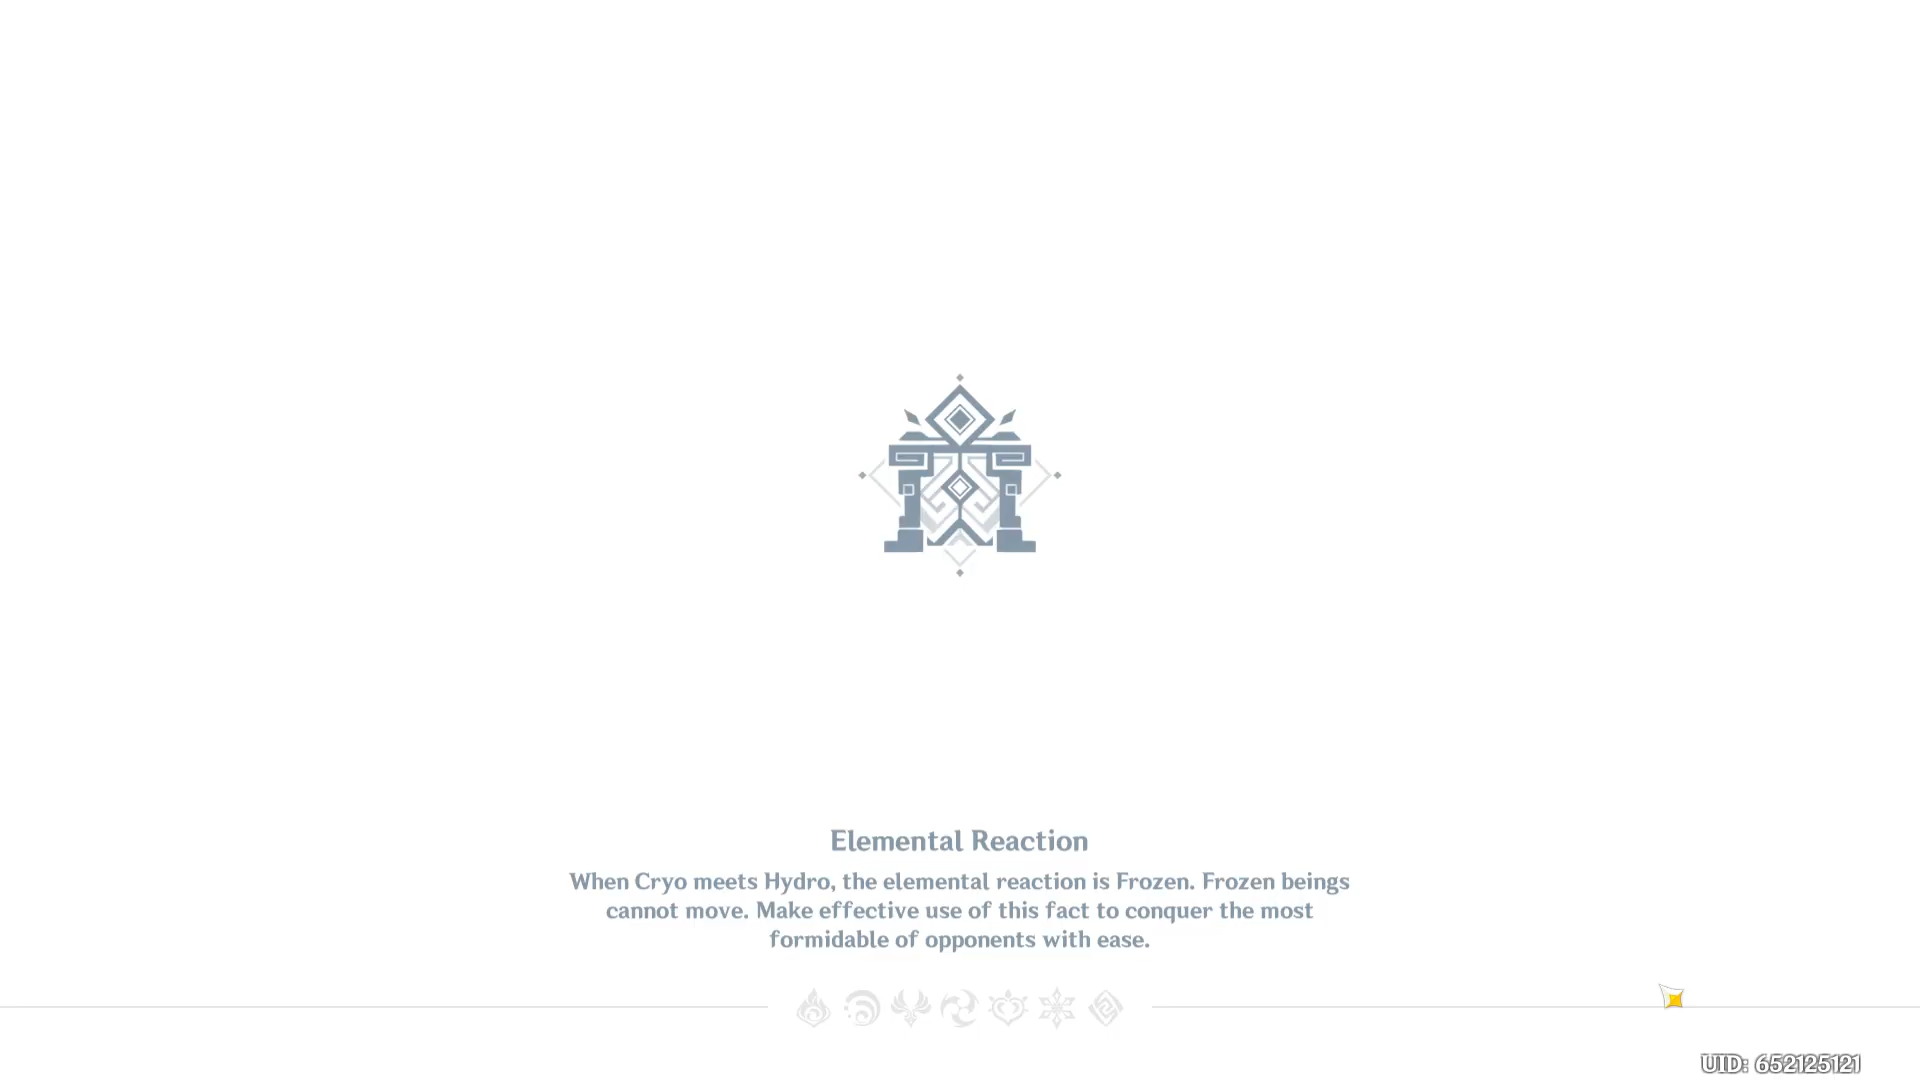 Elemental Reaction
When Cryo meets Hydro, the elemental reaction is Frozen. Frozen beings
cannot move. Make effective use of this fact to conquer the most
formidable of opponents with ease.
UID: 652125121